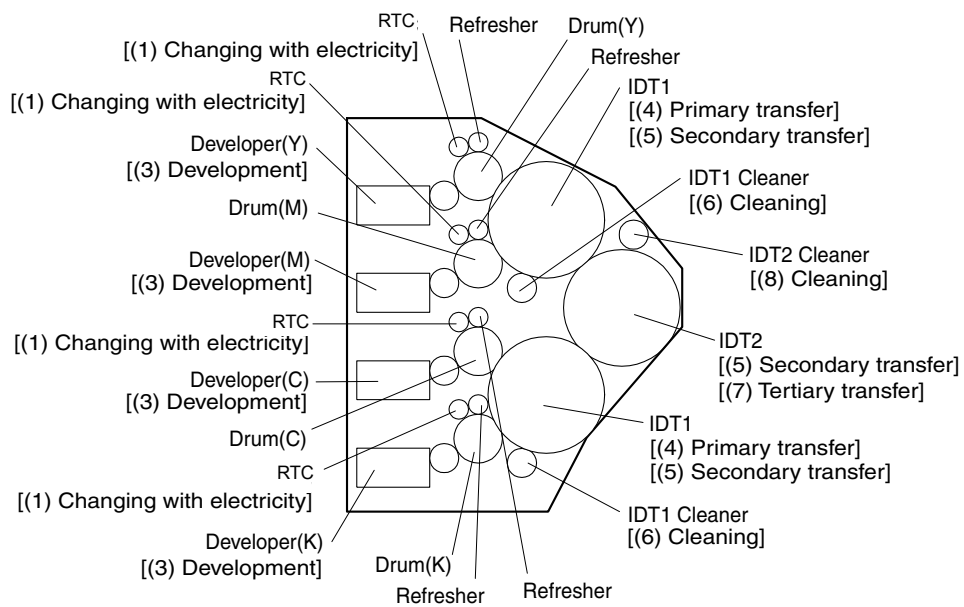 RTC
Refresher
Drum(Y)
[(1) Changing with electricity]
Refresher
RTC
IDT1
[(1) Changing with electricity]
[(4) Primary transfer]
[(5) Secondary transfer]
Developer(Y)
[(3) Development]
IDT1 Cleaner
[(6) Cleaning]
Drum(M)
IDT2 Cleaner
[(8) Cleaning]
Developer(M)
[(3) Development]
RTC
[(1) Changing with electricity]
IDT2
[(5) Secondary transfer]
[(7) Tertiary transfer]
Developer(C)
[(3) Development]
Drum(C)
IDT1
[(4) Primary transfer]
[(5) Secondary transfer]
RTC
[(1) Changing with electricity]
IDT1 Cleaner
[(6) Cleaning]
Developer(K)
[(3) Development]
Drum(K)
Refresher
Refresher